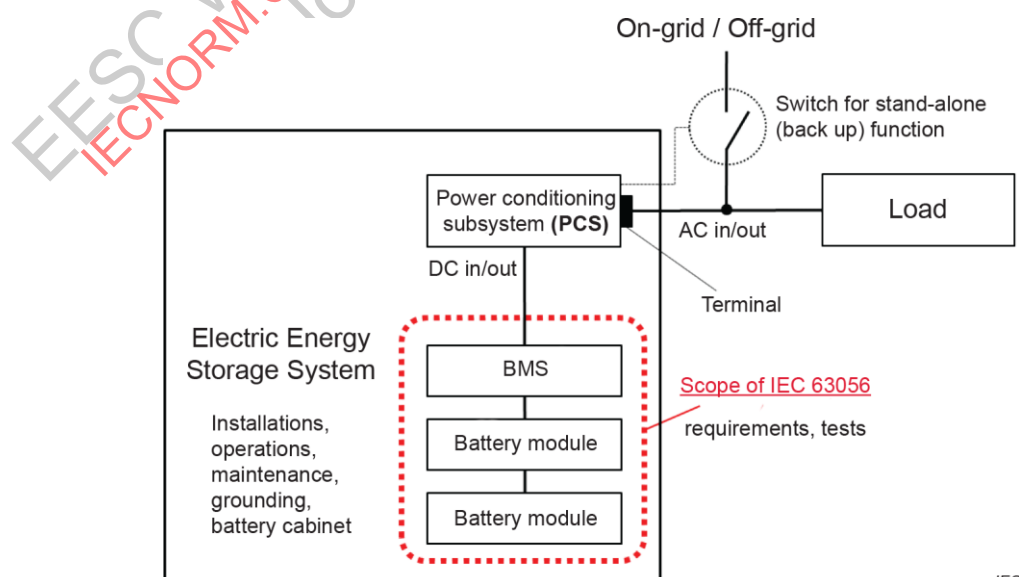 On-grid / Off-grid
Switch for stand-alone
(back up) function
Power conditioning
subsystem (PCS)
AC in/out
Load
DC in/out
Terminal
Electric Energy
Storage System
BMS
Scope of IEC 63056
requirements, tests
Installations,
operations,
maintenance,
grounding,
battery cabinet
Battery module
Battery module